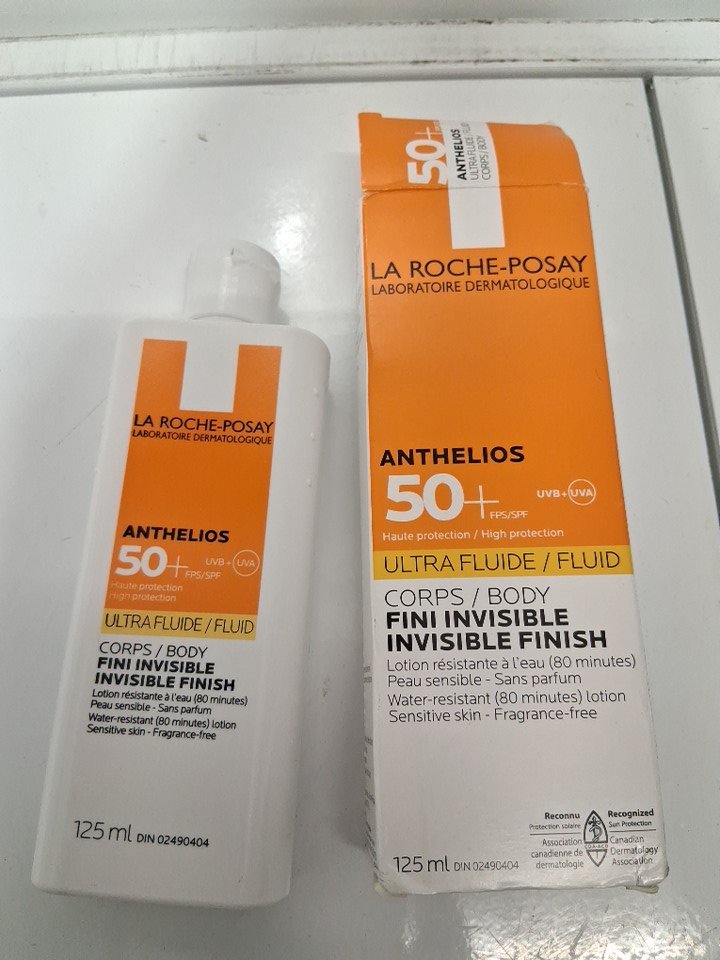 LA ROCHE-POSAY
LABORATOIRE DERMATOLOGIQUE
ANTHELIOS
50+
FPS/SPF
UVB + UVA
Haute protection
High protection
ULTRA FLUIDE / FLUID
CORPS / BODY
FINI INVISIBLE
INVISIBLE FINISH
Lotion résistante à l'eau (80 minutes)
Peau sensible - Sans parfum
Water-resistant (80 minutes) lotion
Sensitive skin - Fragrance-free
125 ml DIN 02490404
50+
ANTHELIOS
ULTRA FLUIDE / FLUID
CORPS / BODY
LA ROCHE-POSAY
LABORATOIRE DERMATOLOGIQUE
ANTHELIOS
50+
FPS/SPF
UVB + UVA
Haute protection / High protection
ULTRA FLUIDE / FLUID
CORPS / BODY
FINI INVISIBLE
INVISIBLE FINISH
Lotion résistante à l'eau (80 minutes)
Peau sensible - Sans parfum
Water-resistant (80 minutes) lotion
Sensitive skin - Fragrance-free
Reconnu
Protection solaire
Association
canadienne de
dermatologie
Recognized
Sun Protection
Canadian
Dermatology
Association
125 ml DIN 02490404